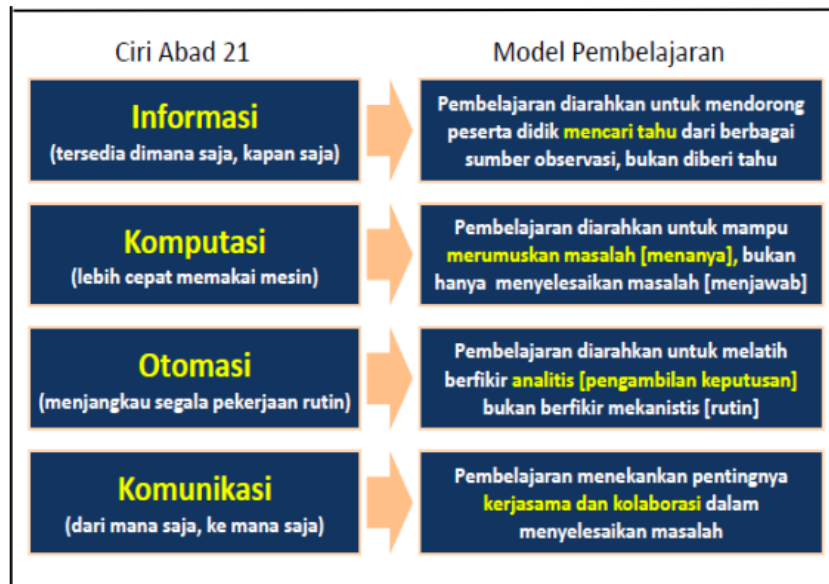 Ciri Abad 21
Model Pembelajaran
Informasi
(tersedia dimana saja, kapan saja)
Pembelajaran diarahkan untuk mendorong
peserta didik mencari tahu dari berbagai
sumber observasi, bukan diberi tahu
Komputasi
(lebih cepat memakai mesin)
Pembelajaran diarahkan untuk mampu
merumuskan masalah [menanya], bukan
hanya menyelesaikan masalah [menjawab]
Otomasi
(menjangkau segala pekerjaan rutin)
Pembelajaran diarahkan untuk melatih
berfikir analitis [pengambilan keputusan]
bukan berfikir mekanistis [rutin]
Komunikasi
(dari mana saja, ke mana saja)
Pembelajaran menekankan pentingnya
kerjasama dan kolaborasi dalam
menyelesaikan masalah